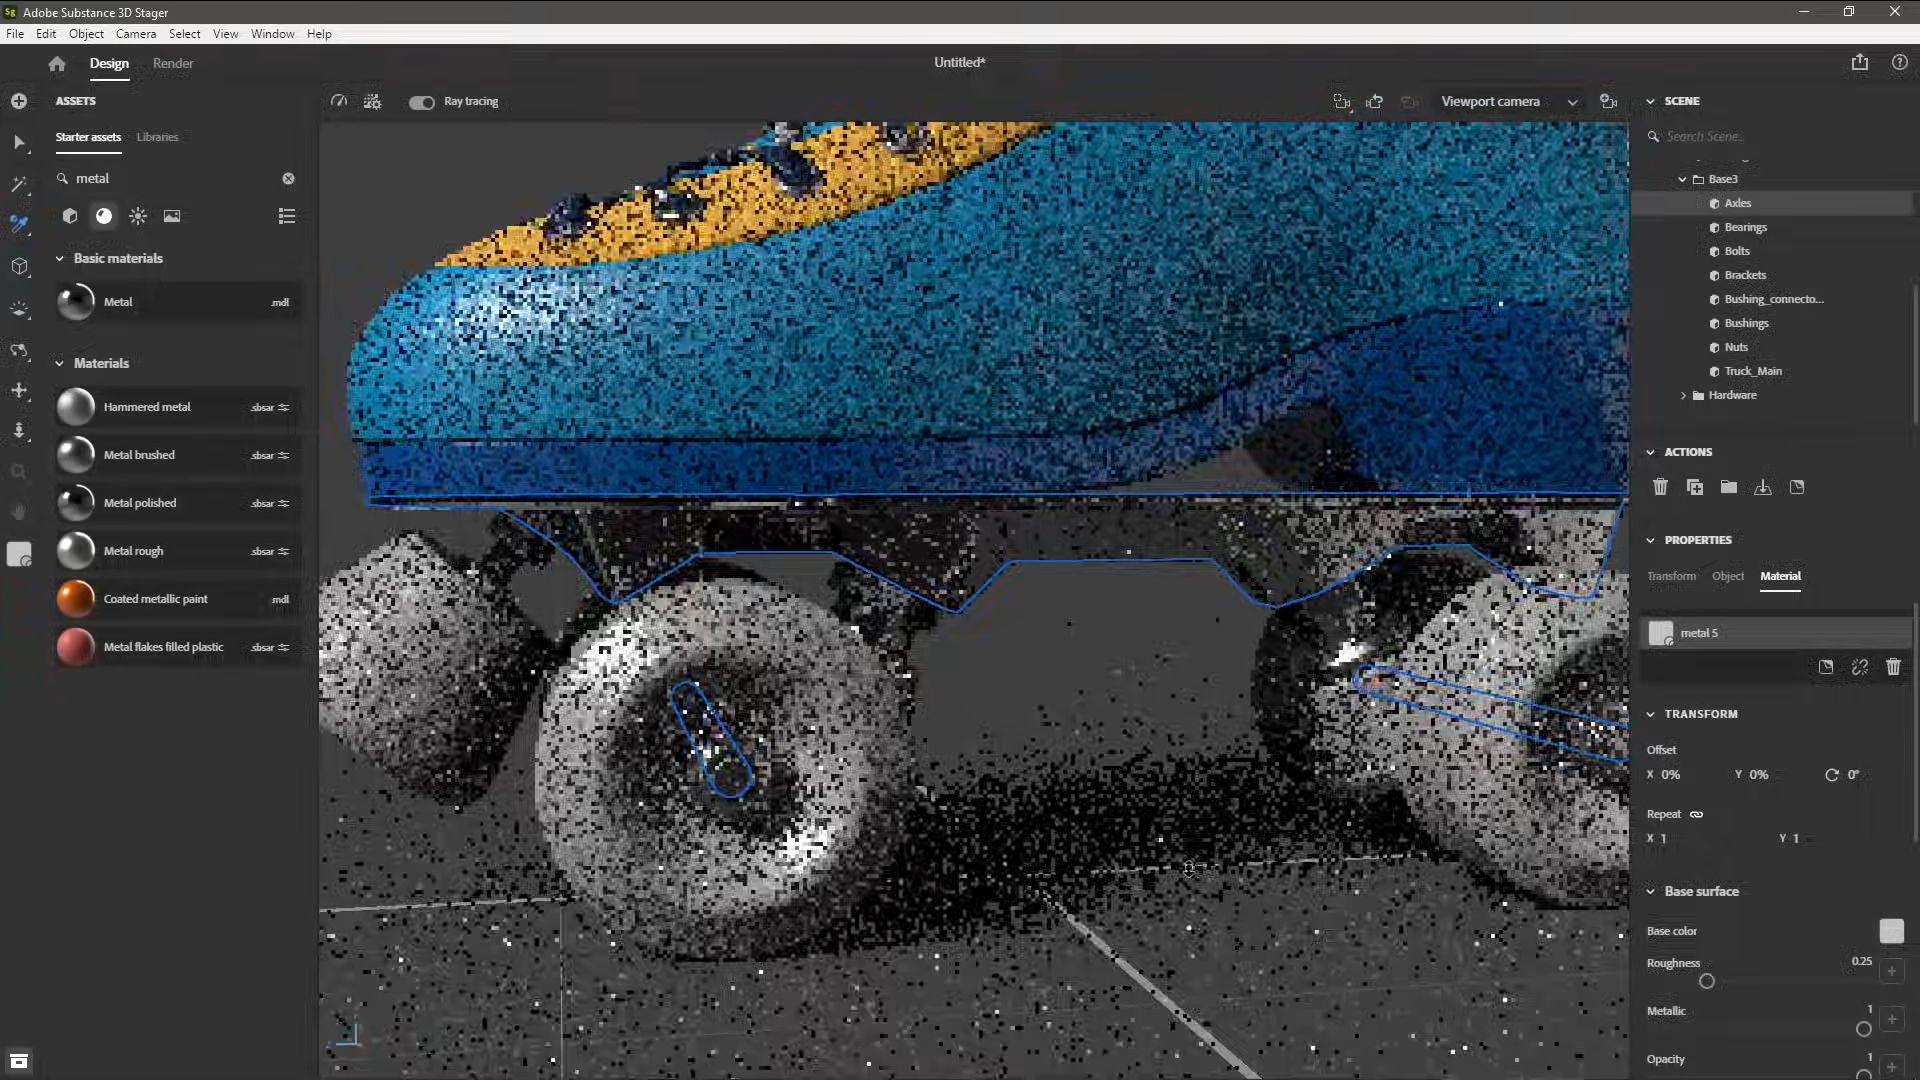 Sg Adobe Substance 3D Stager
File Edit Object Camera Select View Window Help
Design Render
Untitled*
ASSETS
Starter assets Libraries
metal
Basic materials
Metal .mdl
Materials
Hammered metal .sbsar
Metal brushed .sbsar
Metal polished .sbsar
Metal rough .sbsar
Coated metallic paint .mdl
Metal flakes filled plastic .sbsar
Ray tracing
Viewport camera
SCENE
Search Scene...
Base3
Axles
Bearings
Bolts
Brackets
Bushing_connecto...
Bushings
Nuts
Truck_Main
Hardware
ACTIONS
PROPERTIES
Transform Object Material
metal 5
TRANSFORM
Offset
X 0% Y 0% 0°
Repeat
X 1 Y 1
Base surface
Base color
Roughness 0.25
Metallic 1
Opacity 1